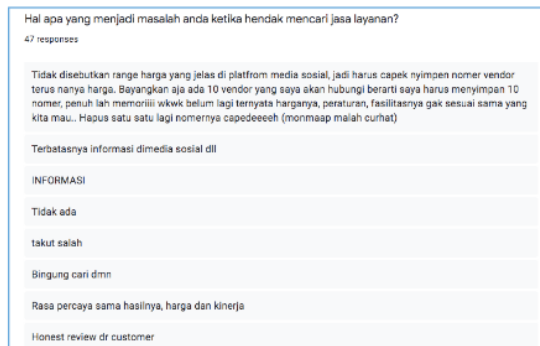 Hal apa yang menjadi masalah anda ketika hendak mencari jasa layanan?
47 responses
Tidak disebutkan range harga yang jelas di platfrom media sosial, jadi harus capek nyimpen nomer vendor
terus nanya harga. Bayangkan aja ada 10 vendor yang saya akan hubungi berarti saya harus menyimpan 10
nomer, penuh lah memoriiii wkwk belum lagi ternyata harganya, peraturan, fasilitasnya gak sesuai sama yang
kita mau.. Hapus satu satu lagi nomernya capedeeeeh (monmaap malah curhat)
Terbatasnya informasi dimedia sosial dll
INFORMASI
Tidak ada
takut salah
Bingung cari dmn
Rasa percaya sama hasilnya, harga dan kinerja
Honest review dr customer